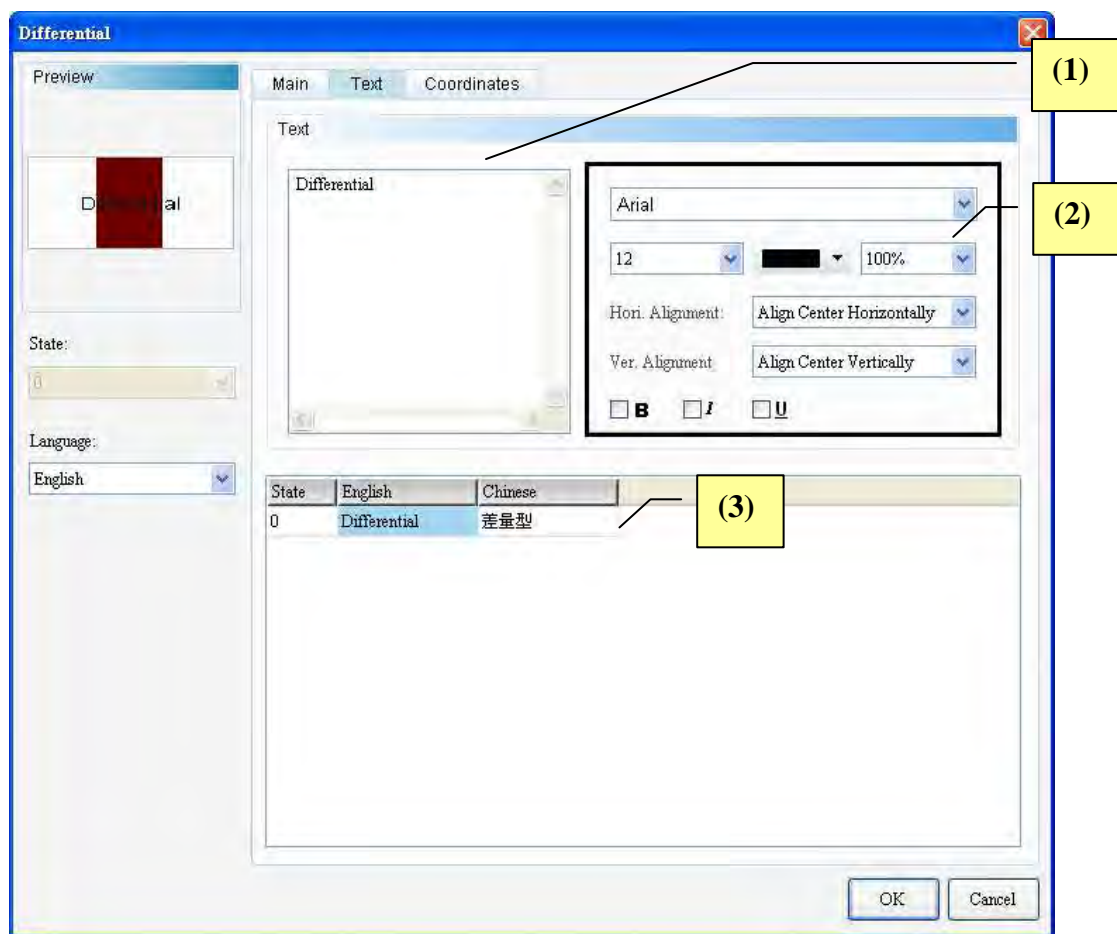 Differential
Preview
Main Text Coordinates
(1)
Text
Differential
Arial
(2)
12 100%
Hori. Alignment: Align Center Horizontally
Ver. Alignment Align Center Vertically
B I U
State:
0
Language:
English
State English Chinese
0 Differential 差量型
(3)
OK Cancel